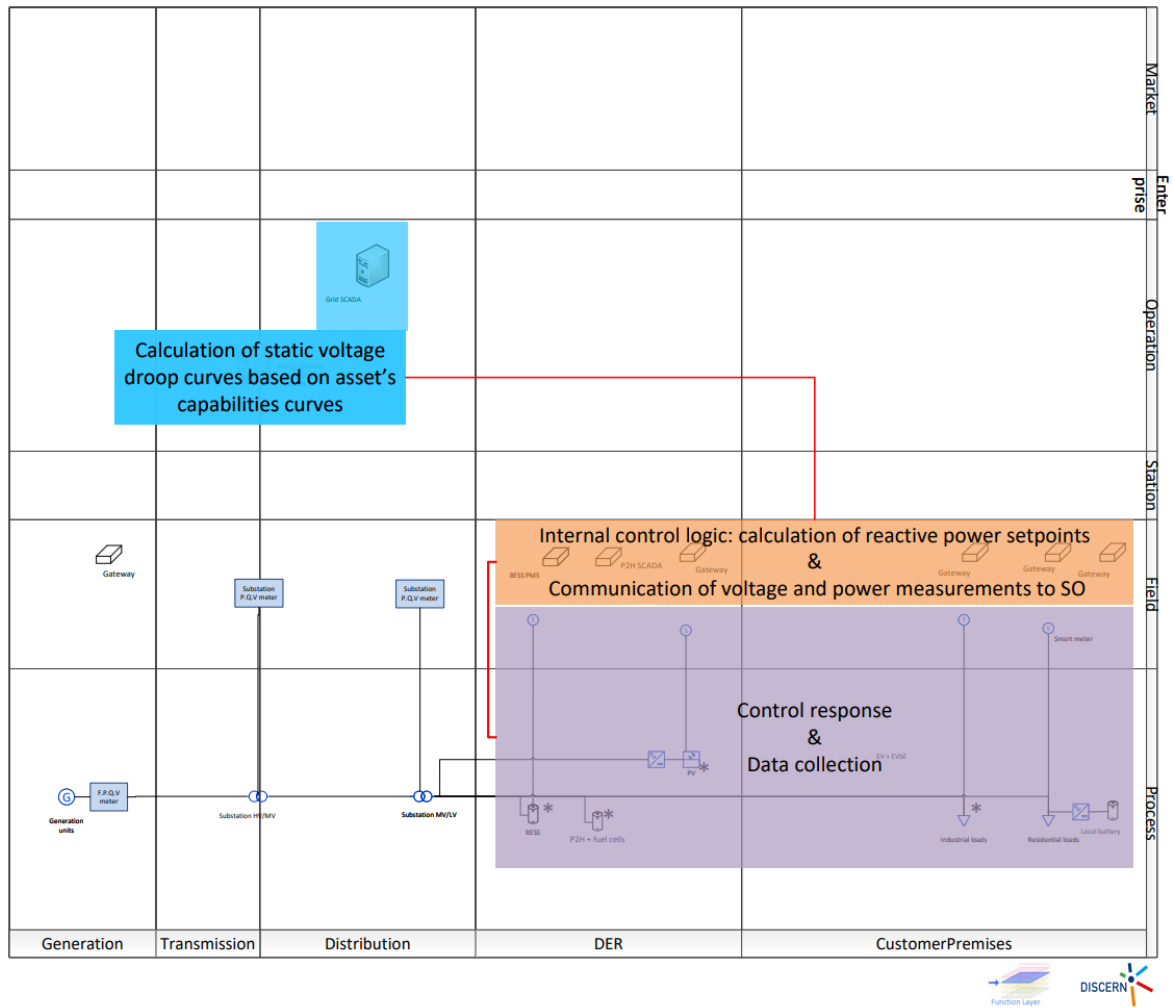 Market
Enter
prise
Grid SCADA
Operation
Calculation of static voltage
droop curves based on asset's
capabilities curves
Station
Internal control logic: calculation of reactive power setpoints
&
Communication of voltage and power measurements to SO
BESS PMS
P2H SCADA
Gateway
Gateway
Gateway
Gateway
Gateway
Substation
P.Q.V meter
Substation
P.Q.V meter
Field
S
S
S
S
Smart meter
Control response
&
Data collection
EV + EVSE
PV
*
G
F.P.Q.V
meter
Generation
units
Substation HV/MV
Substation MV/LV
BESS
*
P2H + fuel cells
*
Industrial loads
*
Residential loads
Local battery
Process
Generation
Transmission
Distribution
DER
CustomerPremises
Function Layer
DISCERN